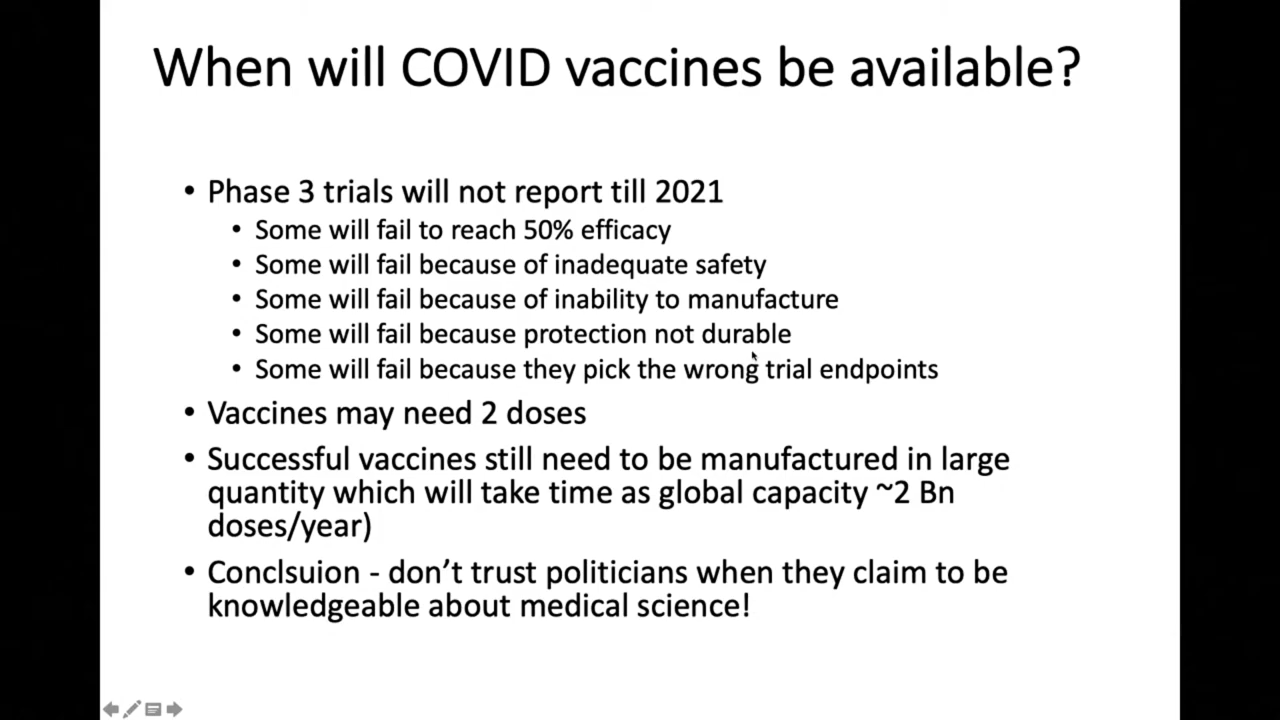 When will COVID vaccines be available?
• Phase 3 trials will not report till 2021
• Some will fail to reach 50% efficacy
• Some will fail because of inadequate safety
• Some will fail because of inability to manufacture
• Some will fail because protection not durable
• Some will fail because they pick the wrong trial endpoints
• Vaccines may need 2 doses
• Successful vaccines still need to be manufactured in large
quantity which will take time as global capacity ~2 Bn
doses/year)
• Conclsuion - don’t trust politicians when they claim to be
knowledgeable about medical science!